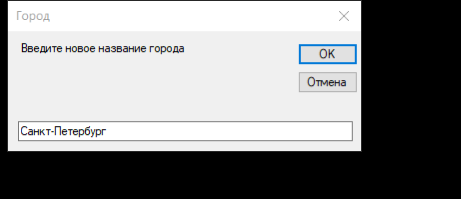 Город
Введите новое название города
OK
Отмена
Санкт-Петербург